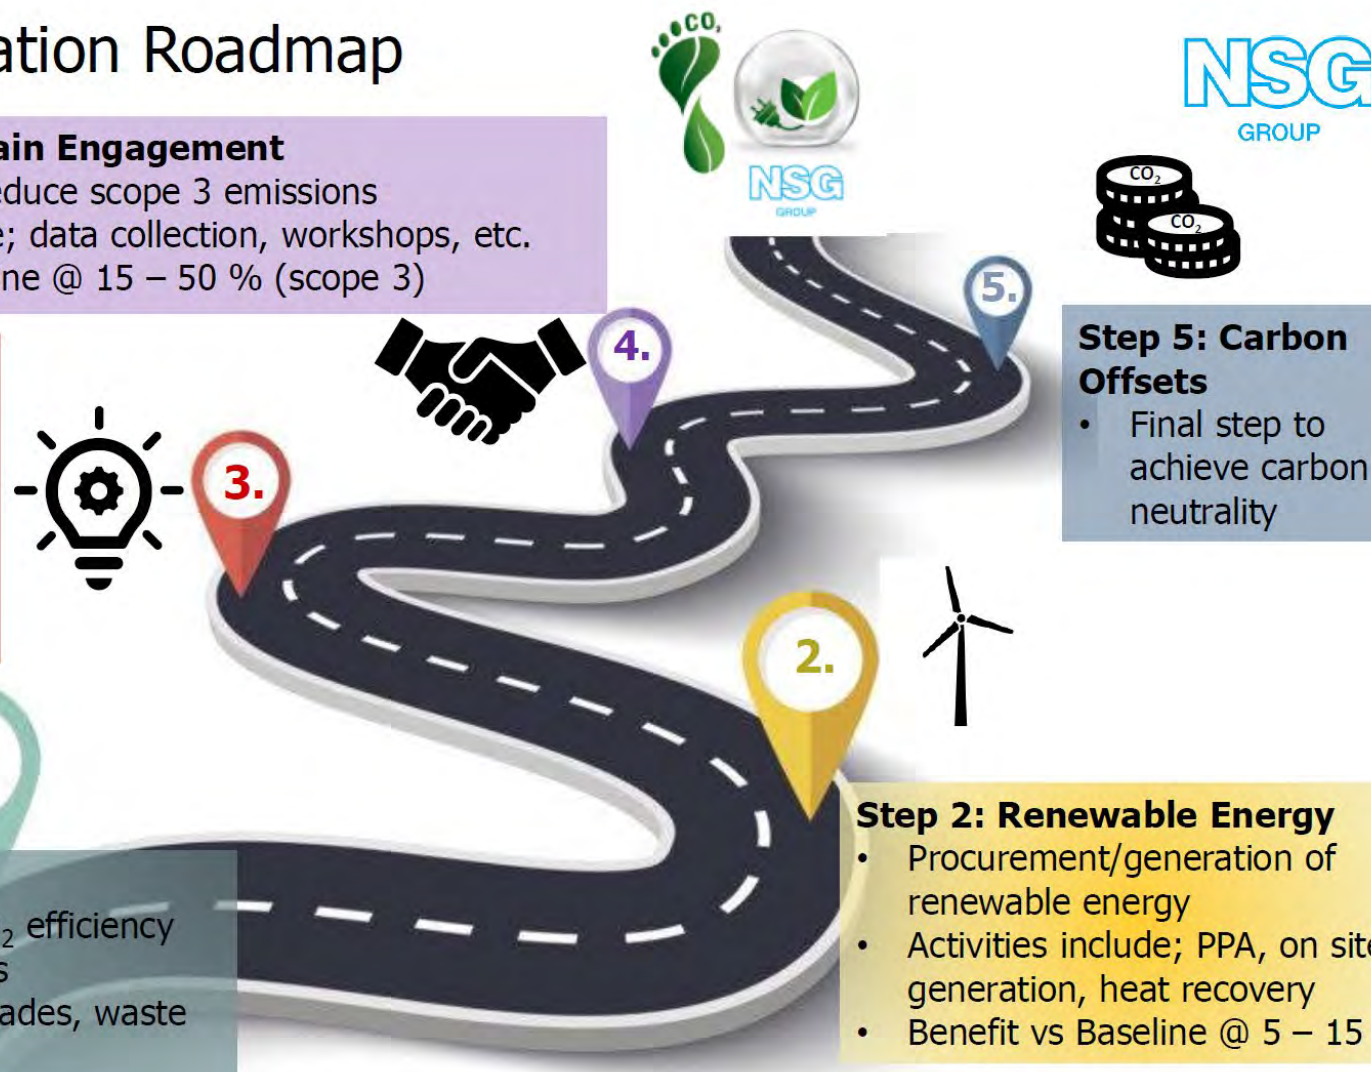 ation Roadmap
CO2
NSG
GROUP
NSG
GROUP
ain Engagement
educe scope 3 emissions
e; data collection, workshops, etc.
ne @ 15 – 50 % (scope 3)
CO2
CO2
5.
4.
Step 5: Carbon
Offsets
• Final step to
achieve carbon
neutrality
3.
2.
Step 2: Renewable Energy
• Procurement/generation of
renewable energy
• Activities include; PPA, on site
generation, heat recovery
• Benefit vs Baseline @ 5 – 15
2 efficiency
s
ades, waste